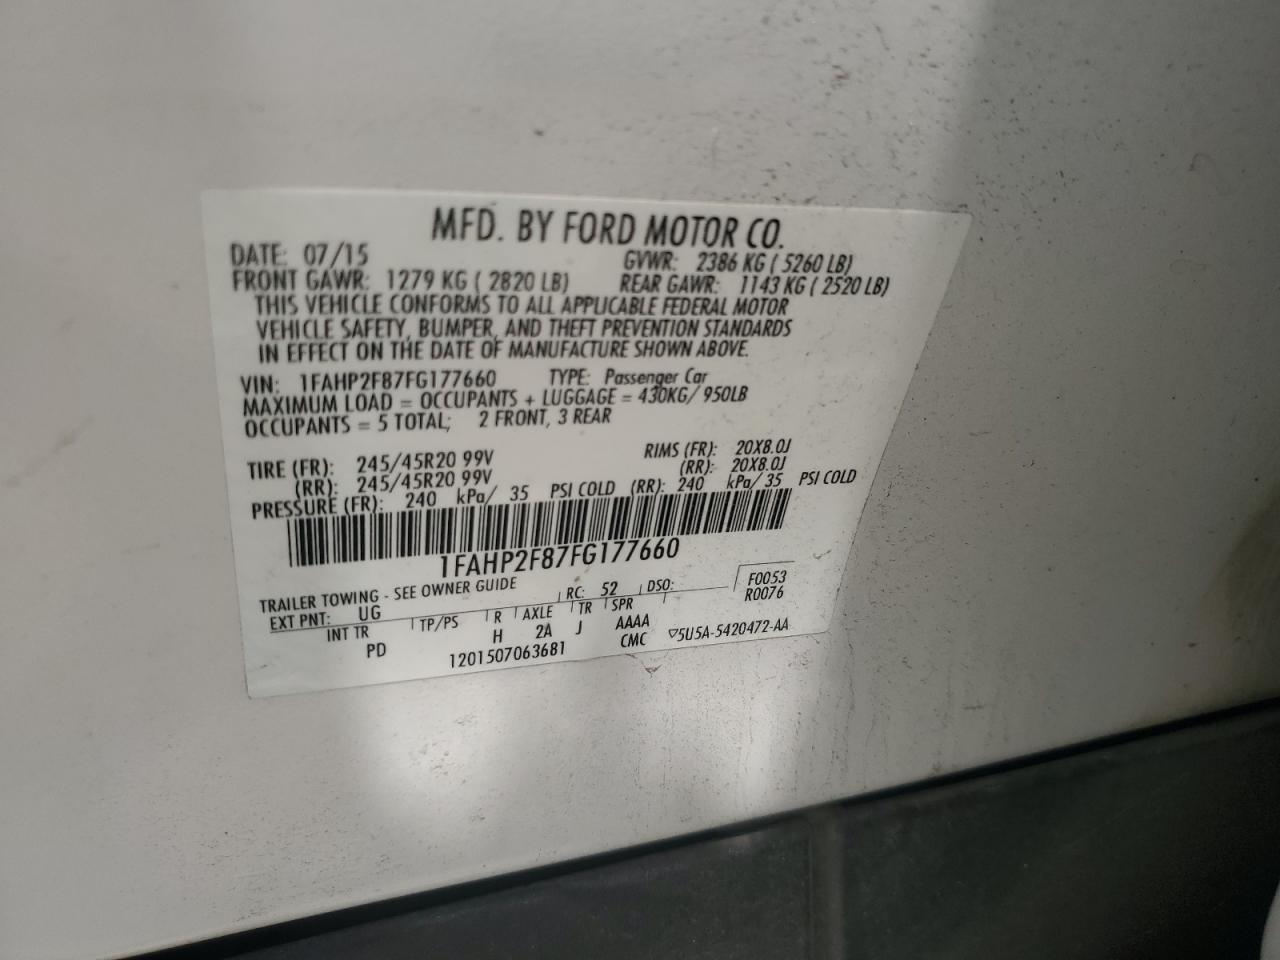 MFD. BY FORD MOTOR CO.
DATE: 07/15 GVWR: 2386 KG ( 5260 LB)
FRONT GAWR: 1279 KG ( 2820 LB) REAR GAWR: 1143 KG ( 2520 LB)
THIS VEHICLE CONFORMS TO ALL APPLICABLE FEDERAL MOTOR
VEHICLE SAFETY, BUMPER, AND THEFT PREVENTION STANDARDS
IN EFFECT ON THE DATE OF MANUFACTURE SHOWN ABOVE.
VIN: 1FAHP2F87FG177660 TYPE: Passenger Car
MAXIMUM LOAD = OCCUPANTS + LUGGAGE = 430KG/ 950LB
OCCUPANTS = 5 TOTAL; 2 FRONT, 3 REAR
TIRE (FR): 245/45R20 99V RIMS (FR): 20X8.0J
(RR): 245/45R20 99V (RR): 20X8.0J
PRESSURE (FR): 240 kPa/ 35 PSI COLD (RR): 240 kPa/ 35 PSI COLD
1FAHP2F87FG177660
TRAILER TOWING - SEE OWNER GUIDE
EXT PNT: UG RC: 52 DSO: F0053
R0076
INT TR TP/PS R AXLE TR SPR
PD H 2A J AAAA
1201507063681 CMC ▽5U5A-5420472-AA